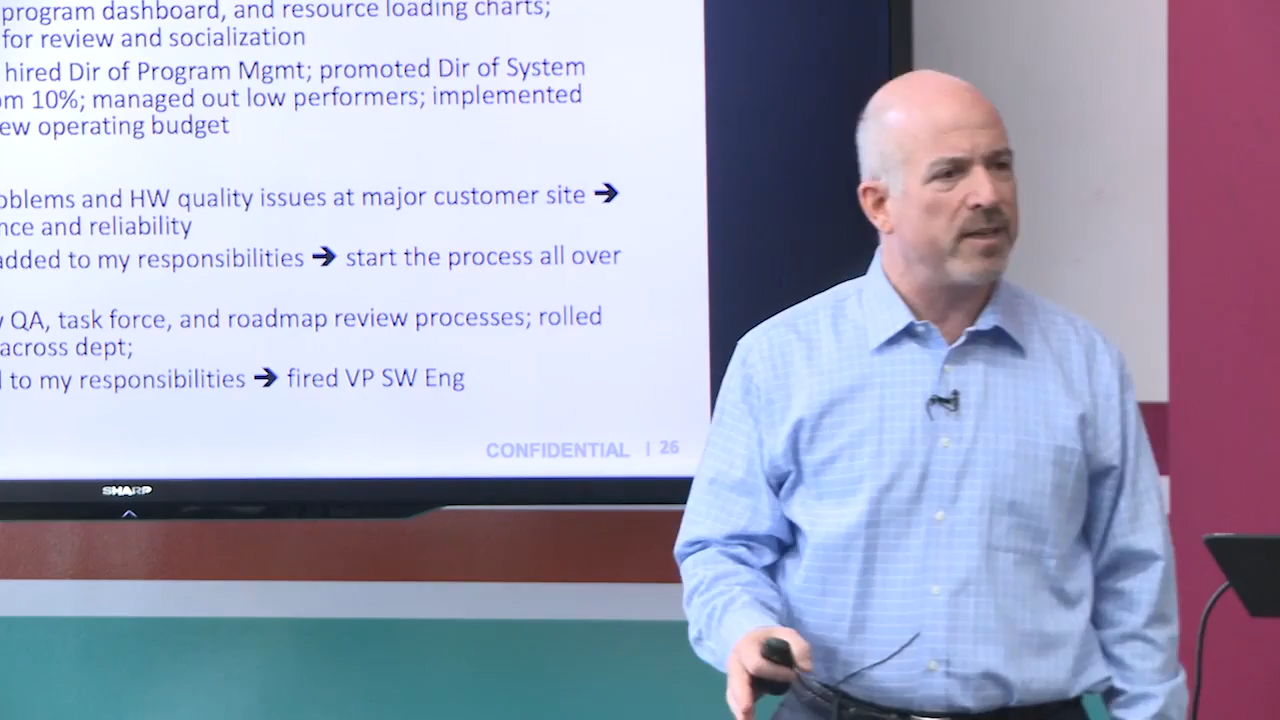 program dashboard, and resource loading charts;
for review and socialization
hired Dir of Program Mgmt; promoted Dir of System
om 10%; managed out low performers; implemented
ew operating budget
oblems and HW quality issues at major customer site ➔
nce and reliability
added to my responsibilities ➔ start the process all over
y QA, task force, and roadmap review processes; rolled
across dept;
to my responsibilities ➔ fired VP SW Eng
CONFIDENTIAL | 26
SHARP